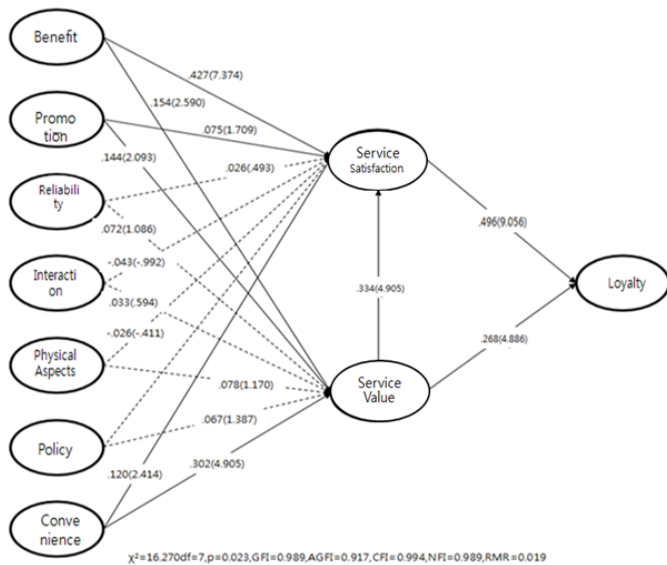 Benefit
.427(7.374)
.154(2.590)
Promo
tion
.075(1.709)
.144(2.093)
Service
Satisfaction
.026(.493)
Reliabili
ty
.072(1.086)
.496(9.056)
-.043(-.992)
Interacti
on
.033(.594)
.334(4.905)
Loyalty
-.026(-.411)
.268(4.886)
Physical
Aspects
.078(1.170)
Service
Value
.067(1.387)
Policy
.120(2.414)
.302(4.905)
Conve
nience
χ²=16.270df=7,p=0.023,GFI=0.989,AGFI=0.917,CFI=0.994,NFI=0.989,RMR=0.019